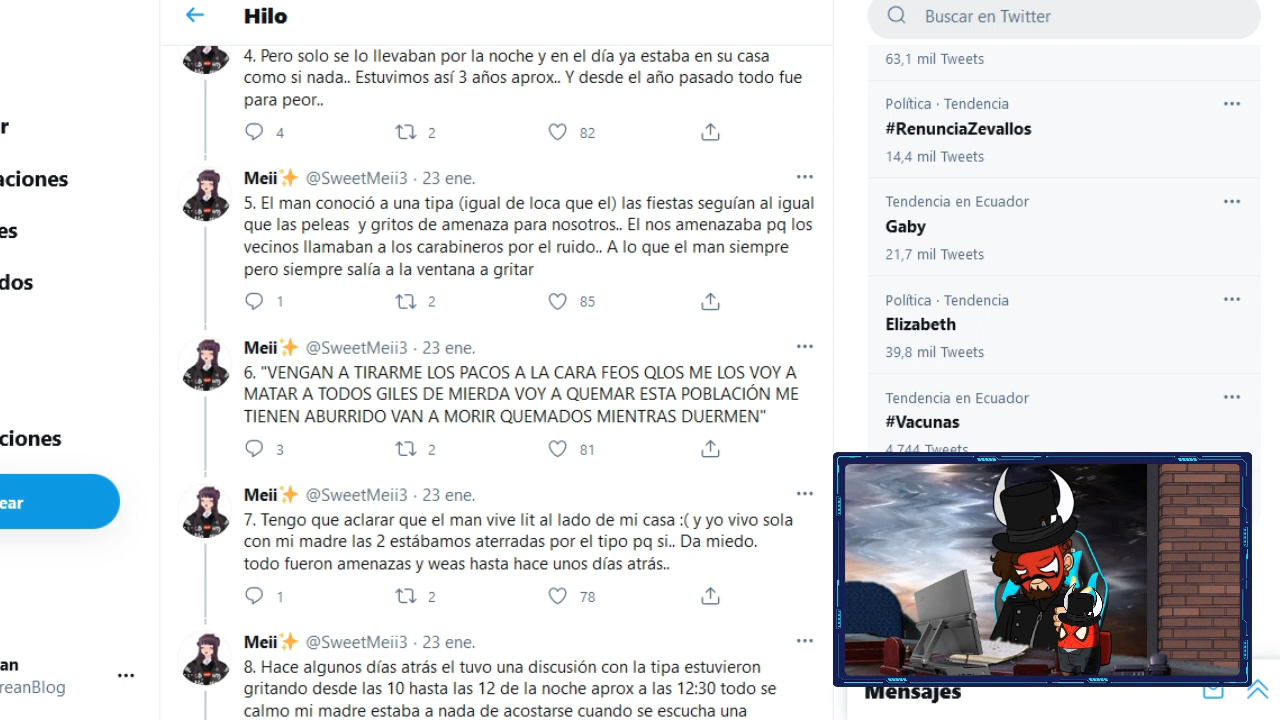 Hilo
Buscar en Twitter
4. Pero solo se lo llevaban por la noche y en el día ya estaba en su casa
como si nada.. Estuvimos así 3 años aprox.. Y desde el año pasado todo fue
para peor..
4 2 82
Meii✨ @SweetMeii3 · 23 ene.
5. El man conoció a una tipa (igual de loca que el) las fiestas seguían al igual
que las peleas y gritos de amenaza para nosotros.. El nos amenazaba pq los
vecinos llamaban a los carabineros por el ruido.. A lo que el man siempre
pero siempre salía a la ventana a gritar
1 2 85
Meii✨ @SweetMeii3 · 23 ene.
6. "VENGAN A TIRARME LOS PACOS A LA CARA FEOS QLOS ME LOS VOY A
MATAR A TODOS GILES DE MIERDA VOY A QUEMAR ESTA POBLACIÓN ME
TIENEN ABURRIDO VAN A MORIR QUEMADOS MIENTRAS DUERMEN"
3 2 81
Meii✨ @SweetMeii3 · 23 ene.
7. Tengo que aclarar que el man vive lit al lado de mi casa :( y yo vivo sola
con mi madre las 2 estábamos aterradas por el tipo pq si.. Da miedo.
todo fueron amenazas y weas hasta hace unos días atrás..
1 2 78
Meii✨ @SweetMeii3 · 23 ene.
8. Hace algunos días atrás el tuvo una discusión con la tipa estuvieron
gritando desde las 10 hasta las 12 de la noche aprox a las 12:30 todo se
calmo mi madre estaba a nada de acostarse cuando se escucha una
63,1 mil Tweets
Política · Tendencia
#RenunciaZevallos
14,4 mil Tweets
Tendencia en Ecuador
Gaby
21,7 mil Tweets
Política · Tendencia
Elizabeth
39,8 mil Tweets
Tendencia en Ecuador
#Vacunas
4.744 Tweets
Mensajes
r
aciones
es
dos
ciones
ear
an
reanBlog